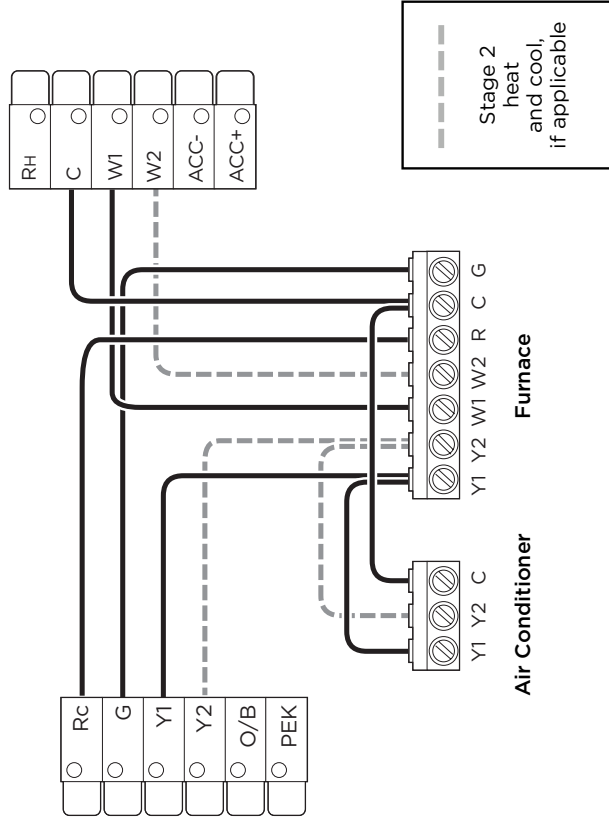 RH
C
W1
W2
ACC-
ACC+
Rc
G
Y1
Y2
O/B
PEK
Y1
Y2
C
Air Conditioner
Y1
Y2
W1
W2
R
C
G
Furnace
Stage 2
heat
and cool,
if applicable